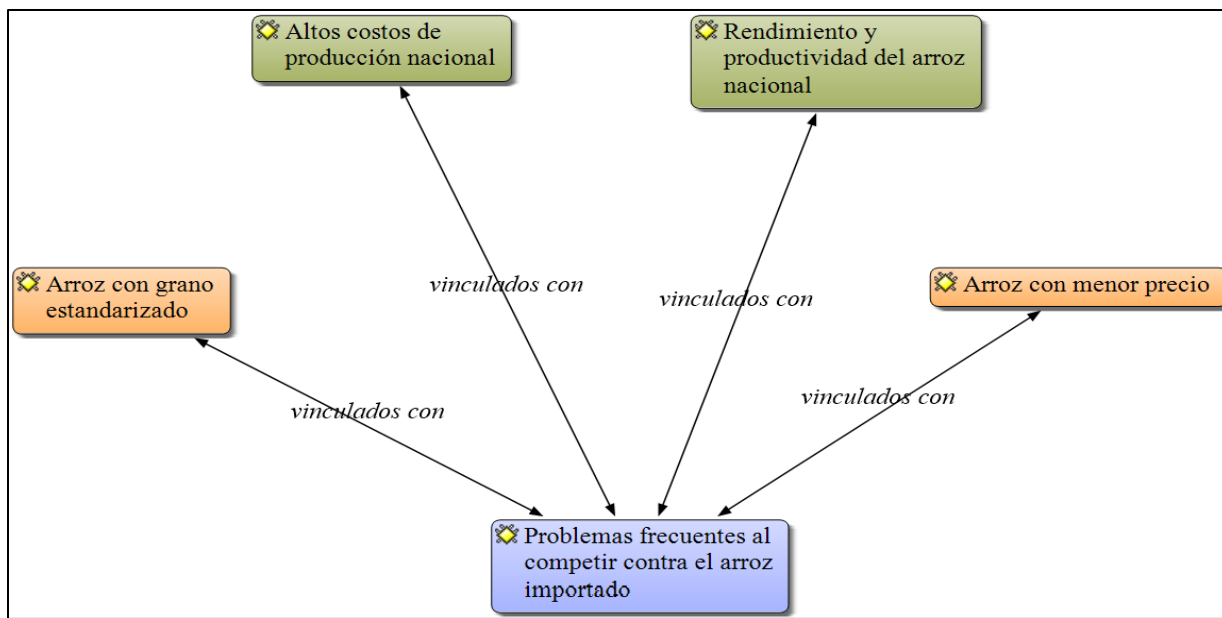 Altos costos de
producción nacional
Rendimiento y
productividad del arroz
nacional
Arroz con grano
estandarizado
vinculados con
vinculados con
Arroz con menor precio
vinculados con
vinculados con
Problemas frecuentes al
competir contra el arroz
importado